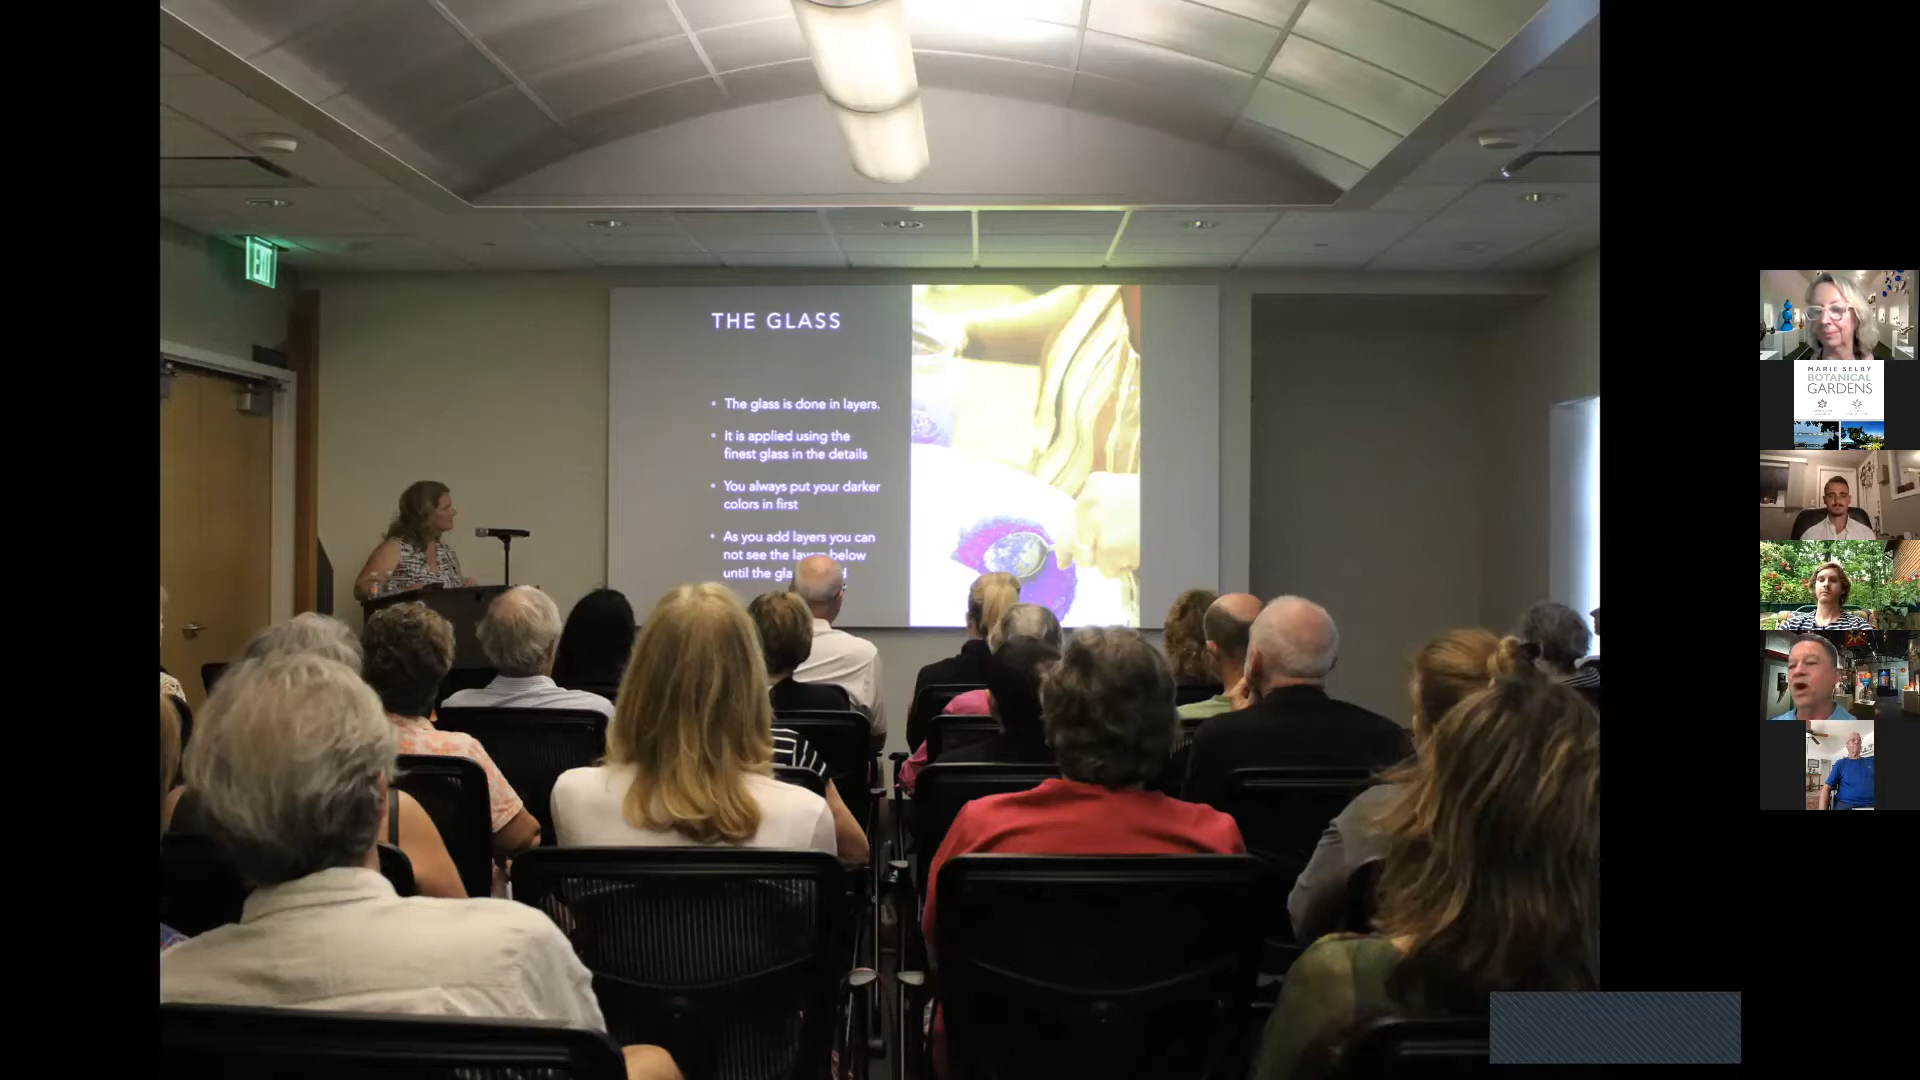 EXIT
THE GLASS
• The glass is done in layers.
• It is applied using the
finest glass in the details
• You always put your darker
colors in first
• As you add layers you can
not see the below
until the
MARIE SELBY
BOTANICAL
GARDENS